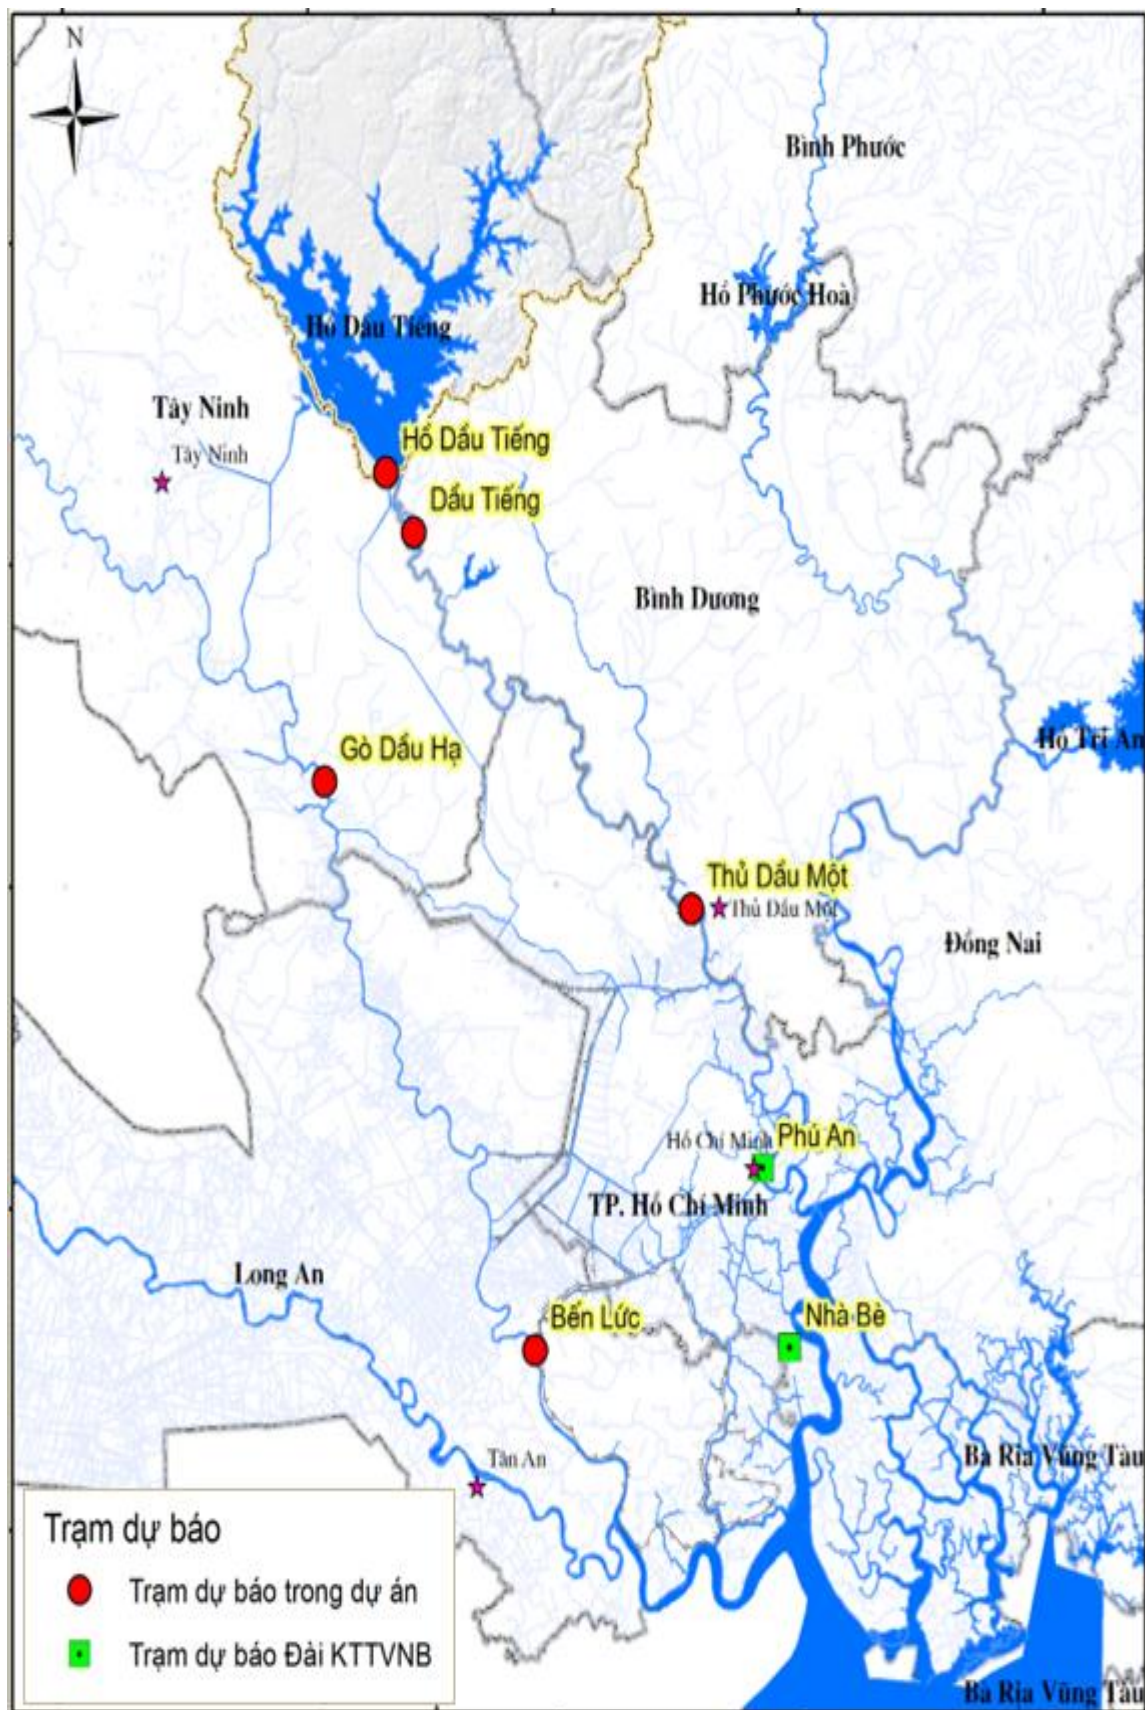 N
Bình Phước
Hồ Phước Hoà
Hồ Dầu Tiếng
Tây Ninh
Tây Ninh
Hồ Dầu Tiếng
Dầu Tiếng
Bình Dương
Hồ Trị An
Gò Dầu Hạ
Thủ Dầu Một
Thủ Dầu Một
Đồng Nai
Hồ Chí Minh
Phú An
TP. Hồ Chí Minh
Long An
Bến Lức
Nhà Bè
Tân An
Bà Rịa Vũng Tàu
Trạm dự báo
Trạm dự báo trong dự án
Trạm dự báo Đài KTTVNB
Bà Rịa Vũng Tàu